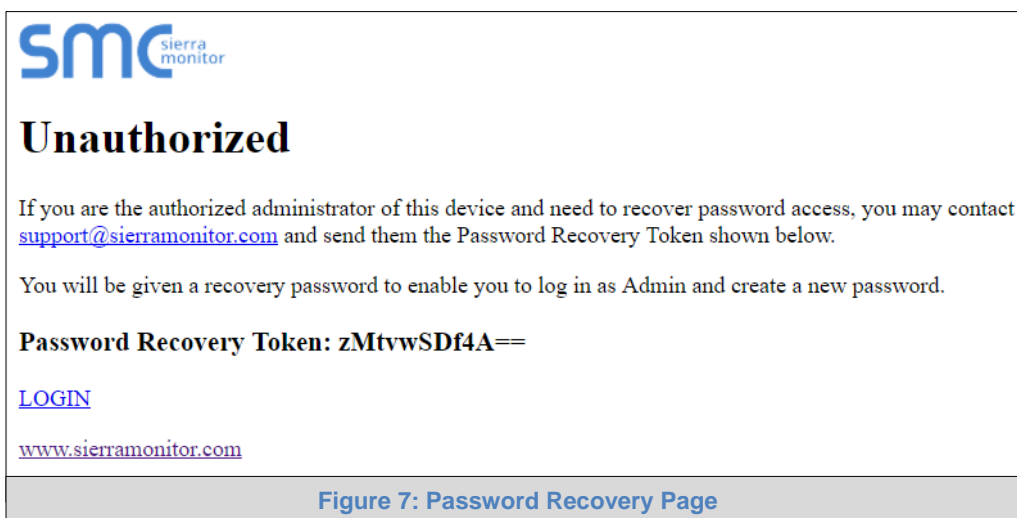 SMC sierra
monitor
Unauthorized
If you are the authorized administrator of this device and need to recover password access, you may contact
support@sierramonitor.com and send them the Password Recovery Token shown below.
You will be given a recovery password to enable you to log in as Admin and create a new password.
Password Recovery Token: zMtvwSDf4A==
LOGIN
www.sierramonitor.com
Figure 7: Password Recovery Page